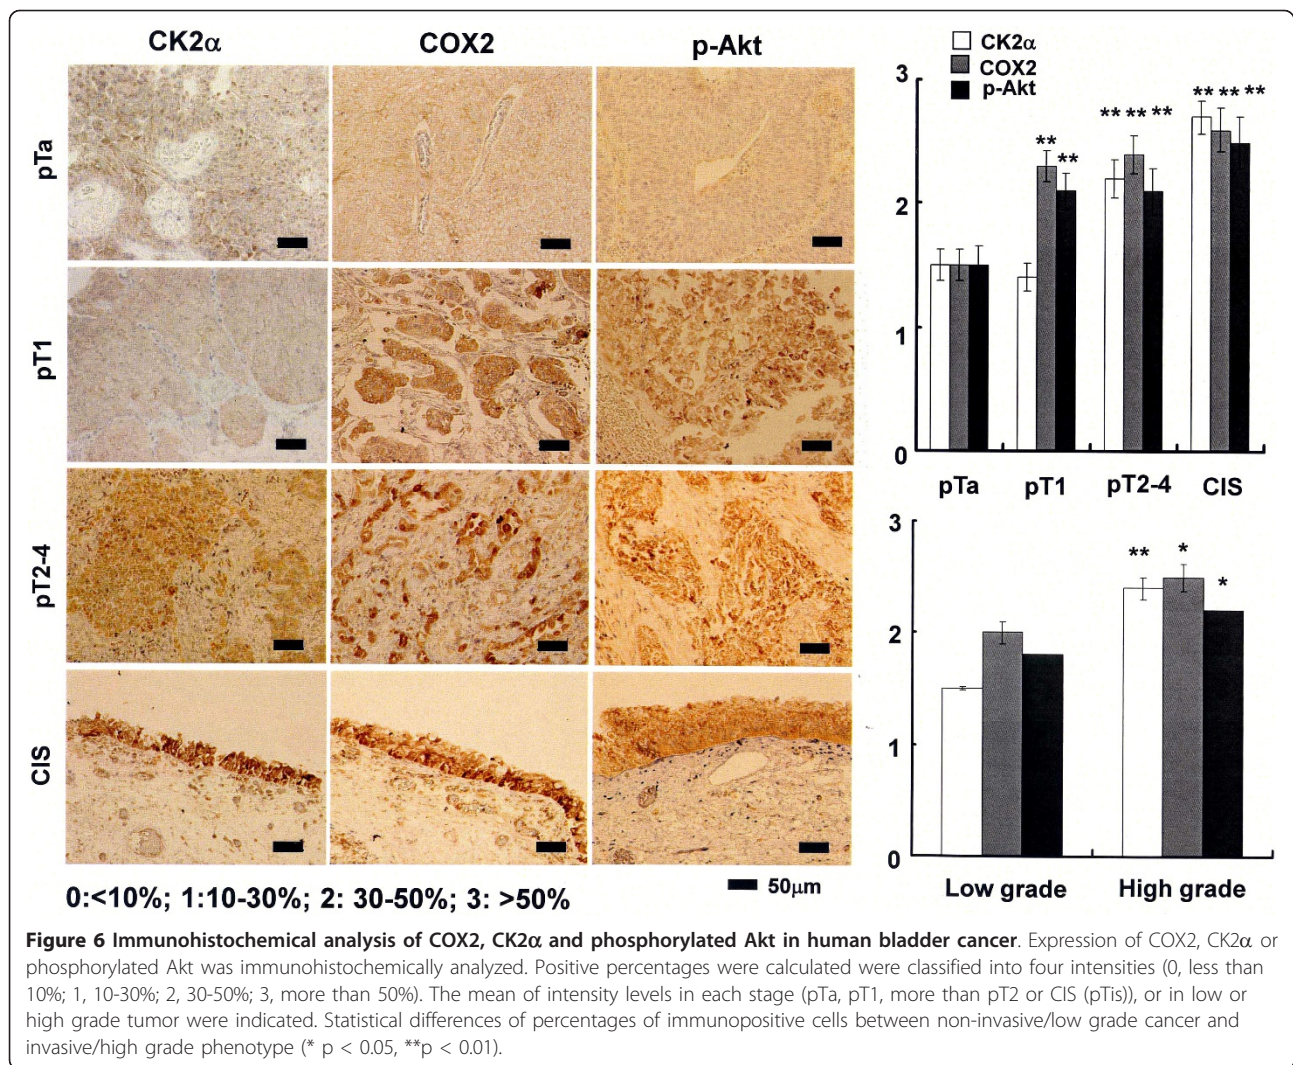 CK2α COX2 p-Akt
pTa
pT1
pT2-4
CIS
0:<10%; 1:10-30%; 2: 30-50%; 3: >50%
50μm
CK2α
COX2
p-Akt
3
2
1
0
** **
** ** **
** ** **
pTa pT1 pT2-4 CIS
3
2
1
0
** * *
Low grade High grade
Figure 6 Immunohistochemical analysis of COX2, CK2α and phosphorylated Akt in human bladder cancer. Expression of COX2, CK2α or
phosphorylated Akt was immunohistochemically analyzed. Positive percentages were calculated were classified into four intensities (0, less than
10%; 1, 10-30%; 2, 30-50%; 3, more than 50%). The mean of intensity levels in each stage (pTa, pT1, more than pT2 or CIS (pTis)), or in low or
high grade tumor were indicated. Statistical differences of percentages of immunopositive cells between non-invasive/low grade cancer and
invasive/high grade phenotype (* p < 0.05, **p < 0.01).